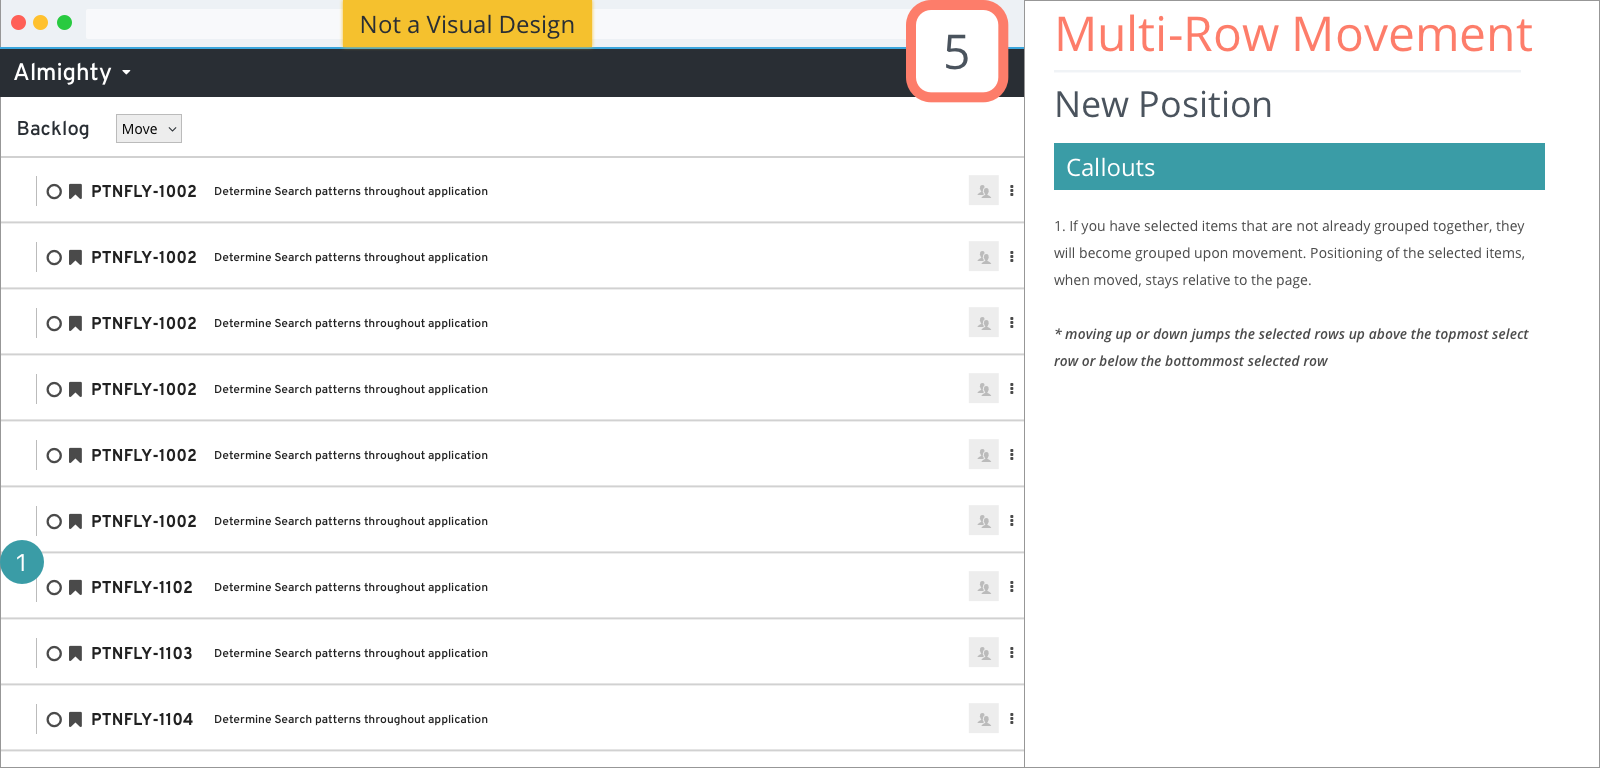 Not a Visual Design
5
Almighty
Backlog
Move
PTNFLY-1002 Determine Search patterns throughout application
PTNFLY-1002 Determine Search patterns throughout application
PTNFLY-1002 Determine Search patterns throughout application
PTNFLY-1002 Determine Search patterns throughout application
PTNFLY-1002 Determine Search patterns throughout application
PTNFLY-1002 Determine Search patterns throughout application
1
PTNFLY-1102 Determine Search patterns throughout application
PTNFLY-1103 Determine Search patterns throughout application
PTNFLY-1104 Determine Search patterns throughout application
Multi-Row Movement
New Position
Callouts
1. If you have selected items that are not already grouped together, they
will become grouped upon movement. Positioning of the selected items,
when moved, stays relative to the page.
* moving up or down jumps the selected rows up above the topmost select
row or below the bottommost selected row